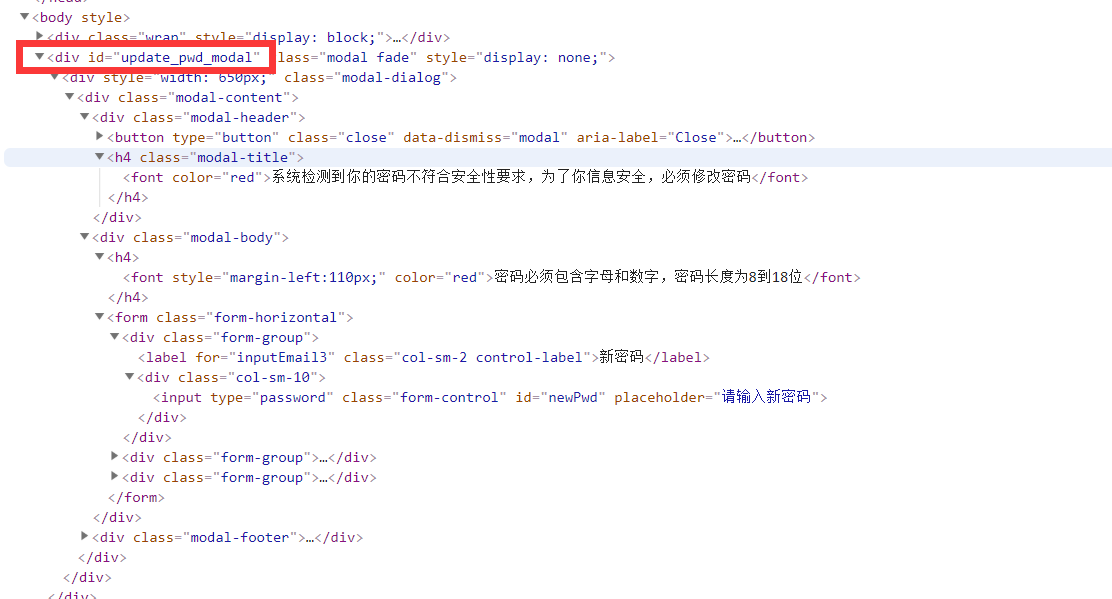 <body style>
<div class="wrap" style="display: block;">…</div>
<div id="update_pwd_modal" class="modal fade" style="display: none;">
<div style="width: 650px;" class="modal-dialog">
<div class="modal-content">
<div class="modal-header">
<button type="button" class="close" data-dismiss="modal" aria-label="Close">…</button>
<h4 class="modal-title">
<font color="red">系统检测到你的密码不符合安全性要求，为了你信息安全，必须修改密码</font>
</h4>
</div>
<div class="modal-body">
<h4>
<font style="margin-left:110px;" color="red">密码必须包含字母和数字，密码长度为8到18位</font>
</h4>
<form class="form-horizontal">
<div class="form-group">
<label for="inputEmail3" class="col-sm-2 control-label">新密码</label>
<div class="col-sm-10">
<input type="password" class="form-control" id="newPwd" placeholder="请输入新密码">
</div>
</div>
<div class="form-group">…</div>
<div class="form-group">…</div>
</form>
</div>
<div class="modal-footer">…</div>
</div>
</div>
</div>